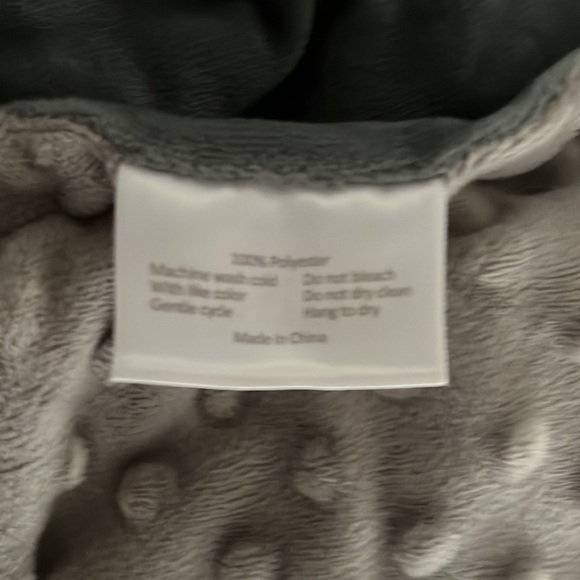 100% Polyester
Machine wash cold
With like color
Gentle cycle
Do not bleach
Do not dry clean
Hang to dry
Made in China